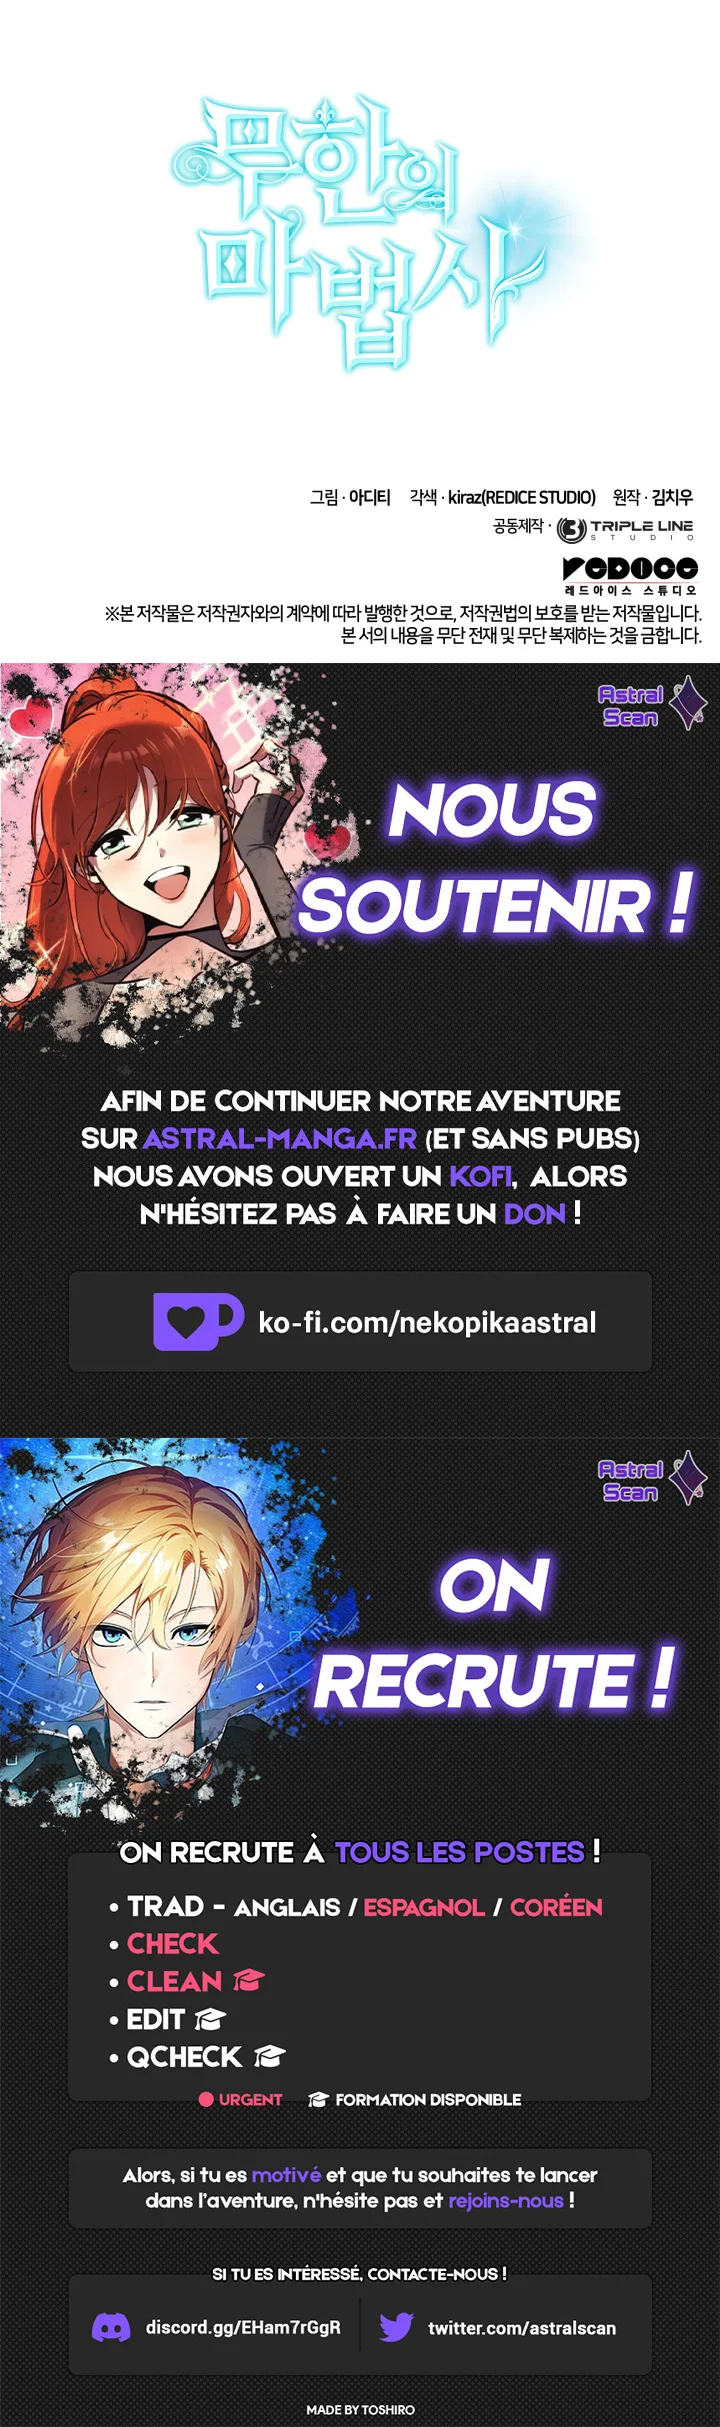 무한의
마법사
그림 · 아디티 각색 · kiraz(REDICE STUDIO) 원작 · 김치우
공동제작 · 3 TRIPLE LINE
STUDIO
REDICE
레드아이스 스튜디오
※본 저작물은 저작권자와의 계약에 따라 발행한 것으로, 저작권법의 보호를 받는 저작물입니다.
본 서의 내용을 무단 전재 및 무단 복제하는 것을 금합니다.
Astral
Scan
NOUS
SOUTENIR !
AFIN DE CONTINUER NOTRE AVENTURE
SUR ASTRAL-MANGA.FR (ET SANS PUBS)
NOUS AVONS OUVERT UN KOFI, ALORS
N'HÉSITEZ PAS À FAIRE UN DON !
ko-fi.com/nekopikaastral
Astral
Scan
ON
RECRUTE !
ON RECRUTE À TOUS LES POSTES !
• TRAD - ANGLAIS / ESPAGNOL / CORÉEN
• CHECK
• CLEAN
• EDIT
• QCHECK
URGENT FORMATION DISPONIBLE
Alors, si tu es motivé et que tu souhaites te lancer
dans l'aventure, n'hésite pas et rejoins-nous !
SI TU ES INTÉRESSÉ, CONTACTE-NOUS !
discord.gg/EHam7rGgR twitter.com/astralscan
MADE BY TOSHIRO